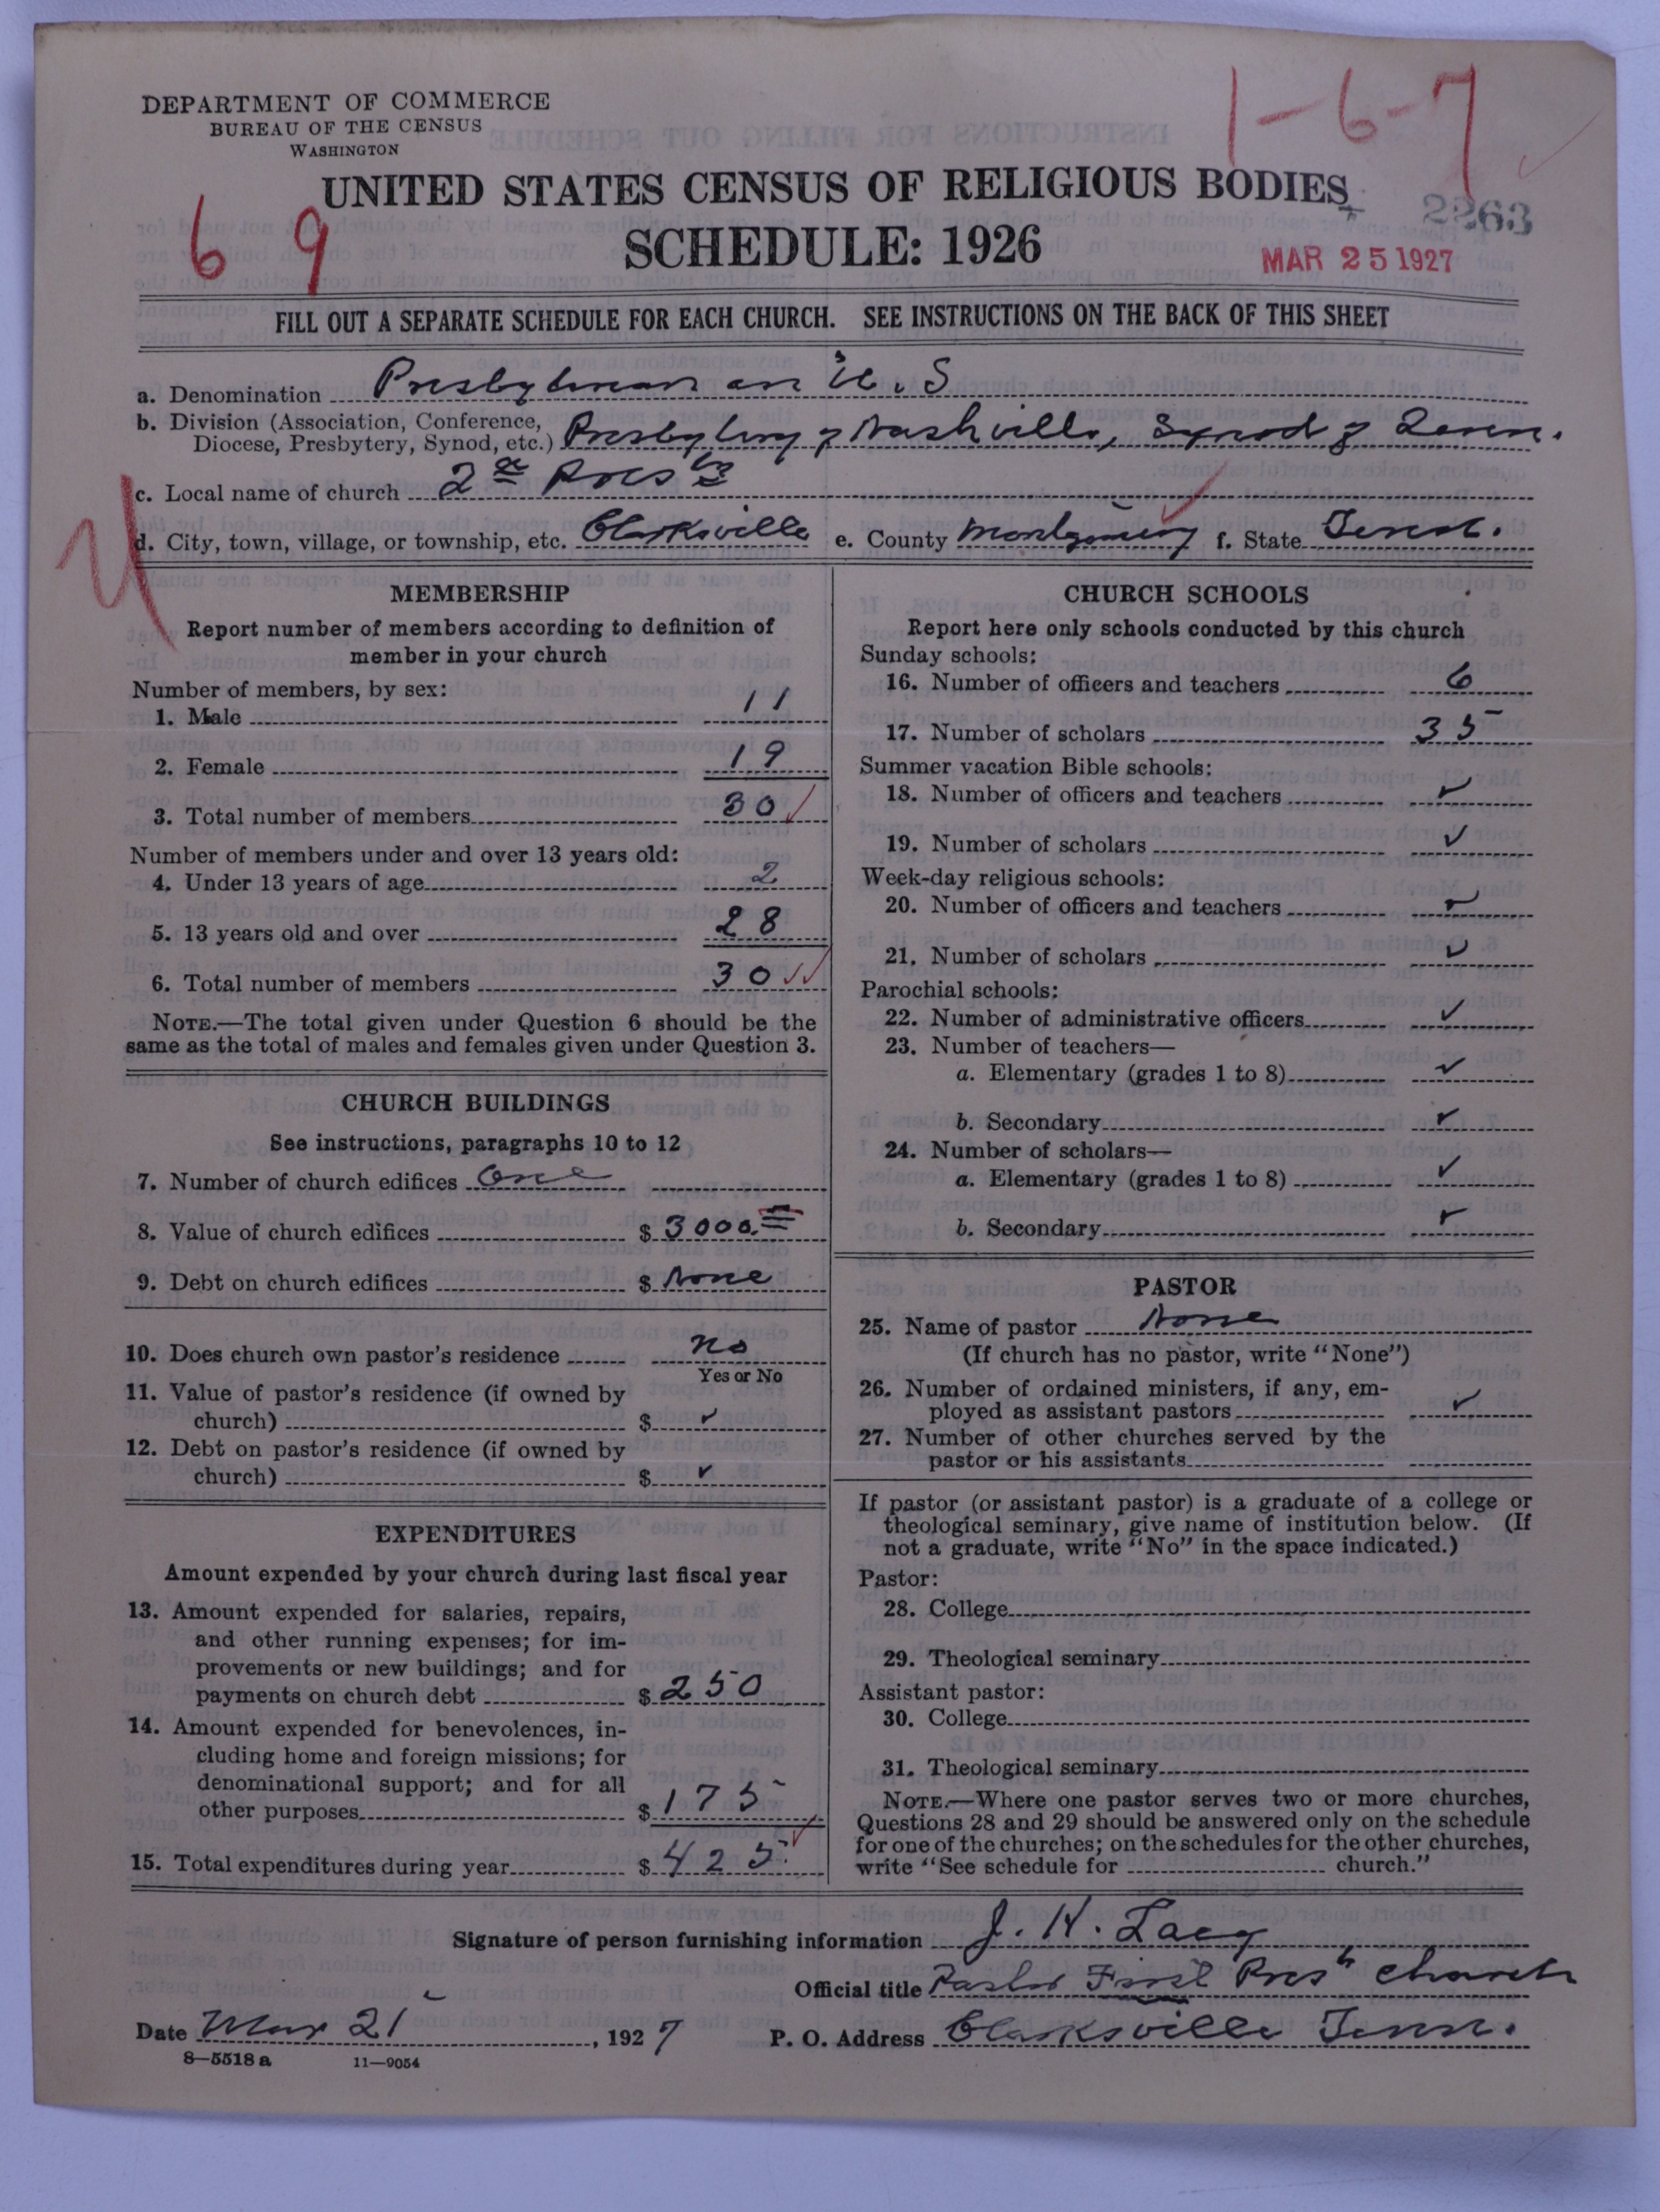 DEPARTMENT OF COMMERCE
BUREAU OF THE CENSUS
WASHINGTON
1-6-7
UNITED STATES CENSUS OF RELIGIOUS BODIES
6 9
2263
SCHEDULE: 1926
MAR 25 1927
FILL OUT A SEPARATE SCHEDULE FOR EACH CHURCH. SEE INSTRUCTIONS ON THE BACK OF THIS SHEET
a. Denomination Presbyterian in U.S
b. Division (Association, Conference,
Diocese, Presbytery, Synod, etc.) Presbytery of Nashville, Synod of Tenn.
c. Local name of church 2nd Presby
d. City, town, village, or township, etc. Clarksville e. County Montgomery f. State Tenn.
MEMBERSHIP
Report number of members according to definition of
member in your church
Number of members, by sex:
1. Male 11
2. Female 19
3. Total number of members 30
Number of members under and over 13 years old:
4. Under 13 years of age 2
5. 13 years old and over 28
6. Total number of members 30
NOTE.—The total given under Question 6 should be the
same as the total of males and females given under Question 3.
CHURCH BUILDINGS
See instructions, paragraphs 10 to 12
7. Number of church edifices One
8. Value of church edifices $ 3000.
9. Debt on church edifices $ None
10. Does church own pastor's residence No
Yes or No
11. Value of pastor's residence (if owned by
church) $ ✓
12. Debt on pastor's residence (if owned by
church) $ ✓
EXPENDITURES
Amount expended by your church during last fiscal year
13. Amount expended for salaries, repairs,
and other running expenses; for im-
provements or new buildings; and for
payments on church debt $ 250
14. Amount expended for benevolences, in-
cluding home and foreign missions; for
denominational support; and for all
other purposes $ 175
15. Total expenditures during year $ 425
CHURCH SCHOOLS
Report here only schools conducted by this church
Sunday schools:
16. Number of officers and teachers 6
17. Number of scholars 35
Summer vacation Bible schools:
18. Number of officers and teachers ✓
19. Number of scholars ✓
Week-day religious schools:
20. Number of officers and teachers ✓
21. Number of scholars ✓
Parochial schools:
22. Number of administrative officers ✓
23. Number of teachers—
a. Elementary (grades 1 to 8) ✓
b. Secondary ✓
24. Number of scholars—
a. Elementary (grades 1 to 8) ✓
b. Secondary ✓
PASTOR
25. Name of pastor None
(If church has no pastor, write "None")
26. Number of ordained ministers, if any, em-
ployed as assistant pastors ✓
27. Number of other churches served by the
pastor or his assistants
If pastor (or assistant pastor) is a graduate of a college or
theological seminary, give name of institution below. (If
not a graduate, write "No" in the space indicated.)
Pastor:
28. College
29. Theological seminary
Assistant pastor:
30. College
31. Theological seminary
NOTE.—Where one pastor serves two or more churches,
Questions 28 and 29 should be answered only on the schedule
for one of the churches; on the schedules for the other churches,
write "See schedule for church."
Signature of person furnishing information J. H. Lacy
Official title Pastor First Presb Church
Date Mar 21, 1927 P. O. Address Clarksville Tenn.
8—5518a 11—9054